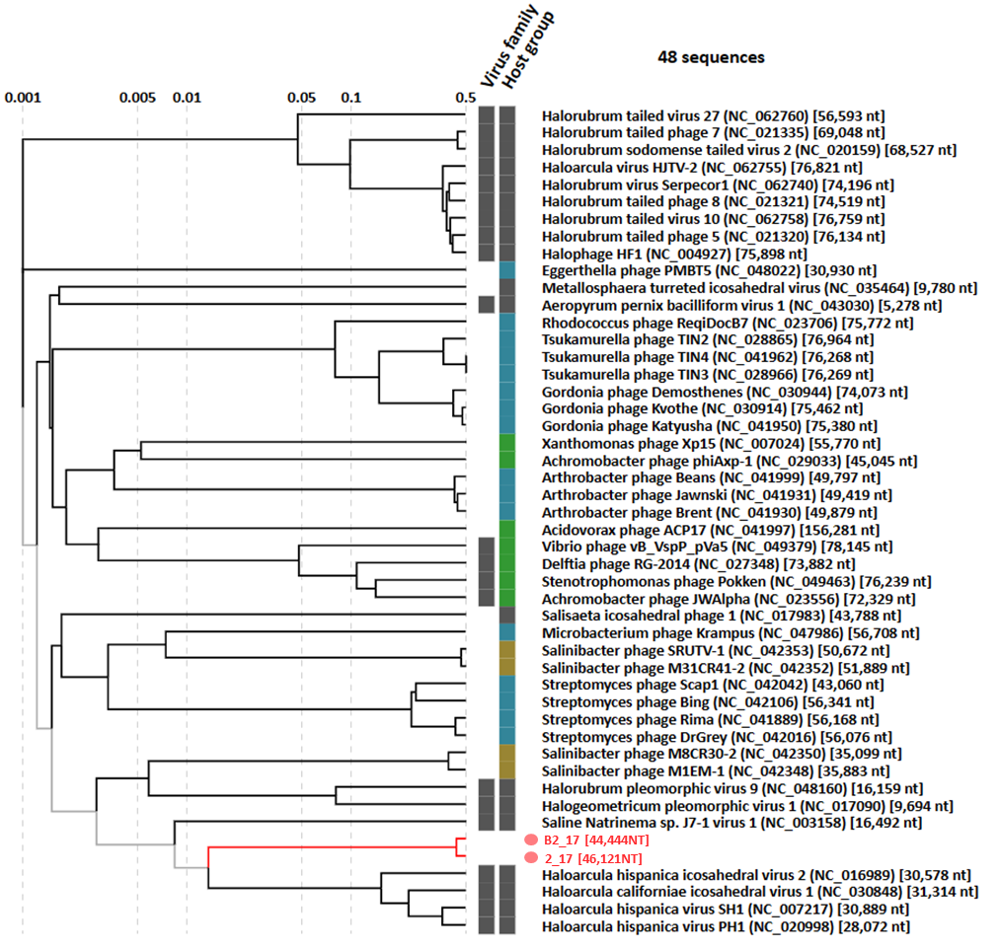 Virus family
Host group
48 sequences
0.001 0.005 0.01 0.05 0.1 0.5
Halorubrum tailed virus 27 (NC_062760) [56,593 nt]
Halorubrum tailed phage 7 (NC_021335) [69,048 nt]
Halorubrum sodomense tailed virus 2 (NC_020159) [68,527 nt]
Haloarcula virus HJTV-2 (NC_062755) [76,821 nt]
Halorubrum virus Serpecor1 (NC_062740) [74,196 nt]
Halorubrum tailed phage 8 (NC_021321) [74,519 nt]
Halorubrum tailed virus 10 (NC_062758) [76,759 nt]
Halorubrum tailed phage 5 (NC_021320) [76,134 nt]
Halophage HF1 (NC_004927) [75,898 nt]
Eggerthella phage PMBT5 (NC_048022) [30,930 nt]
Metallosphaera turreted icosahedral virus (NC_035464) [9,780 nt]
Aeropyrum pernix bacilliform virus 1 (NC_043030) [5,278 nt]
Rhodococcus phage ReqiDocB7 (NC_023706) [75,772 nt]
Tsukamurella phage TIN2 (NC_028865) [76,964 nt]
Tsukamurella phage TIN4 (NC_041962) [76,268 nt]
Tsukamurella phage TIN3 (NC_028966) [76,269 nt]
Gordonia phage Demosthenes (NC_030944) [74,073 nt]
Gordonia phage Kvothe (NC_030914) [75,462 nt]
Gordonia phage Katyusha (NC_041950) [75,380 nt]
Xanthomonas phage Xp15 (NC_007024) [55,770 nt]
Achromobacter phage phiAxp-1 (NC_029033) [45,045 nt]
Arthrobacter phage Beans (NC_041999) [49,797 nt]
Arthrobacter phage Jawnski (NC_041931) [49,419 nt]
Arthrobacter phage Brent (NC_041930) [49,879 nt]
Acidovorax phage ACP17 (NC_041997) [156,281 nt]
Vibrio phage vB_VspP_pVa5 (NC_049379) [78,145 nt]
Delftia phage RG-2014 (NC_027348) [73,882 nt]
Stenotrophomonas phage Pokken (NC_049463) [76,239 nt]
Achromobacter phage JWAlpha (NC_023556) [72,329 nt]
Salisaeta icosahedral phage 1 (NC_017983) [43,788 nt]
Microbacterium phage Krampus (NC_047986) [56,708 nt]
Salinibacter phage SRUTV-1 (NC_042353) [50,672 nt]
Salinibacter phage M31CR41-2 (NC_042352) [51,889 nt]
Streptomyces phage Scap1 (NC_042042) [43,060 nt]
Streptomyces phage Bing (NC_042106) [56,341 nt]
Streptomyces phage Rima (NC_041889) [56,168 nt]
Streptomyces phage DrGrey (NC_042016) [56,076 nt]
Salinibacter phage M8CR30-2 (NC_042350) [35,099 nt]
Salinibacter phage M1EM-1 (NC_042348) [35,883 nt]
Halorubrum pleomorphic virus 9 (NC_048160) [16,159 nt]
Halogeometricum pleomorphic virus 1 (NC_017090) [9,694 nt]
Saline Natrinema sp. J7-1 virus 1 (NC_003158) [16,492 nt]
B2_17 [44,444NT]
2_17 [46,121NT]
Haloarcula hispanica icosahedral virus 2 (NC_016989) [30,578 nt]
Haloarcula californiae icosahedral virus 1 (NC_030848) [31,314 nt]
Haloarcula hispanica virus SH1 (NC_007217) [30,889 nt]
Haloarcula hispanica virus PH1 (NC_020998) [28,072 nt]